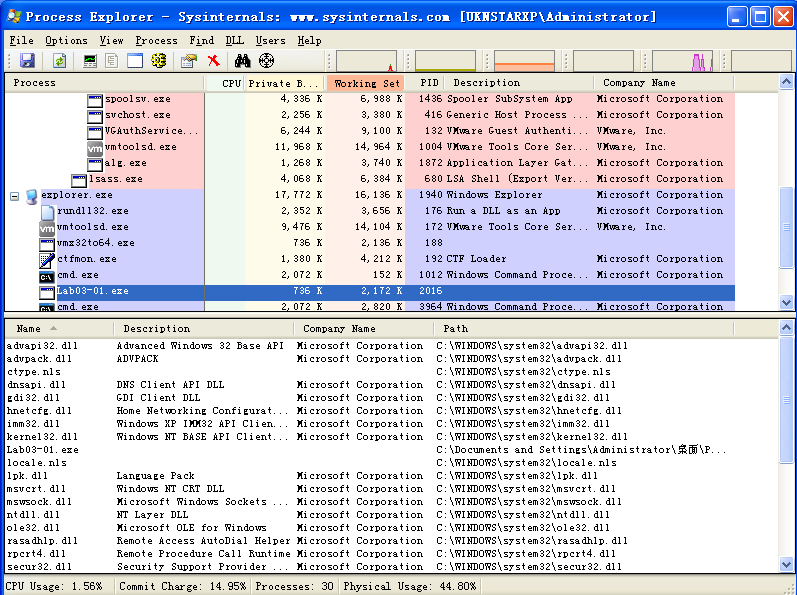 Process Explorer - Sysinternals: www.sysinternals.com [UKNSTARXP\Administrator]
File Options View Process Find DLL Users Help
Process CPU Private B... Working Set PID Description Company Name
spoolsv.exe 4,336 K 6,988 K 1436 Spooler SubSystem App Microsoft Corporation
svchost.exe 2,256 K 3,380 K 416 Generic Host Process ... Microsoft Corporation
VGAuthService... 6,244 K 9,100 K 132 VMware Guest Authenti... VMware, Inc.
vm vmtoolsd.exe 11,968 K 14,964 K 1004 VMware Tools Core Ser... VMware, Inc.
alg.exe 1,268 K 3,740 K 1872 Application Layer Gat... Microsoft Corporation
lsass.exe 4,068 K 6,384 K 680 LSA Shell (Export Ver... Microsoft Corporation
explorer.exe 17,772 K 16,136 K 1940 Windows Explorer Microsoft Corporation
rundll32.exe 2,352 K 3,656 K 176 Run a DLL as an App Microsoft Corporation
vm vmtoolsd.exe 9,476 K 14,104 K 172 VMware Tools Core Ser... VMware, Inc.
vmx32to64.exe 736 K 2,136 K 188
ctfmon.exe 1,380 K 4,212 K 192 CTF Loader Microsoft Corporation
cmd.exe 2,072 K 152 K 1012 Windows Command Proce... Microsoft Corporation
Lab03-01.exe 736 K 2,172 K 2016
cmd.exe 2,072 K 2,820 K 3964 Windows Command Proce... Microsoft Corporation
Name Description Company Name Path
advapi32.dll Advanced Windows 32 Base API Microsoft Corporation C:\WINDOWS\system32\advapi32.dll
advpack.dll ADVPACK Microsoft Corporation C:\WINDOWS\system32\advpack.dll
ctype.nls C:\WINDOWS\system32\ctype.nls
dnsapi.dll DNS Client API DLL Microsoft Corporation C:\WINDOWS\system32\dnsapi.dll
gdi32.dll GDI Client DLL Microsoft Corporation C:\WINDOWS\system32\gdi32.dll
hnetcfg.dll Home Networking Configurat... Microsoft Corporation C:\WINDOWS\system32\hnetcfg.dll
imm32.dll Windows XP IMM32 API Clien... Microsoft Corporation C:\WINDOWS\system32\imm32.dll
kernel32.dll Windows NT BASE API Client... Microsoft Corporation C:\WINDOWS\system32\kernel32.dll
Lab03-01.exe C:\Documents and Settings\Administrator\桌面\P...
locale.nls C:\WINDOWS\system32\locale.nls
lpk.dll Language Pack Microsoft Corporation C:\WINDOWS\system32\lpk.dll
msvcrt.dll Windows NT CRT DLL Microsoft Corporation C:\WINDOWS\system32\msvcrt.dll
mswsock.dll Microsoft Windows Sockets ... Microsoft Corporation C:\WINDOWS\system32\mswsock.dll
ntdll.dll NT Layer DLL Microsoft Corporation C:\WINDOWS\system32\ntdll.dll
ole32.dll Microsoft OLE for Windows Microsoft Corporation C:\WINDOWS\system32\ole32.dll
rasadhlp.dll Remote Access AutoDial Helper Microsoft Corporation C:\WINDOWS\system32\rasadhlp.dll
rpcrt4.dll Remote Procedure Call Runtime Microsoft Corporation C:\WINDOWS\system32\rpcrt4.dll
secur32.dll Security Support Provider ... Microsoft Corporation C:\WINDOWS\system32\secur32.dll
CPU Usage: 1.56% Commit Charge: 14.95% Processes: 30 Physical Usage: 44.80%